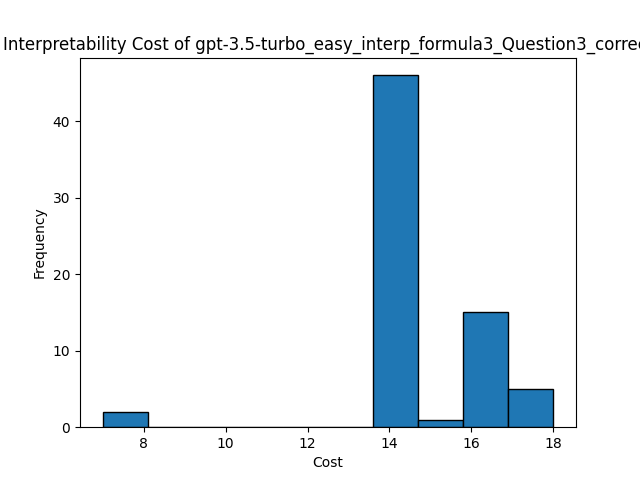 Interpretability Cost of gpt-3.5-turbo_easy_interp_formula3_Question3_correc
40
30
20
10
0
Frequency
8 10 12 14 16 18
Cost